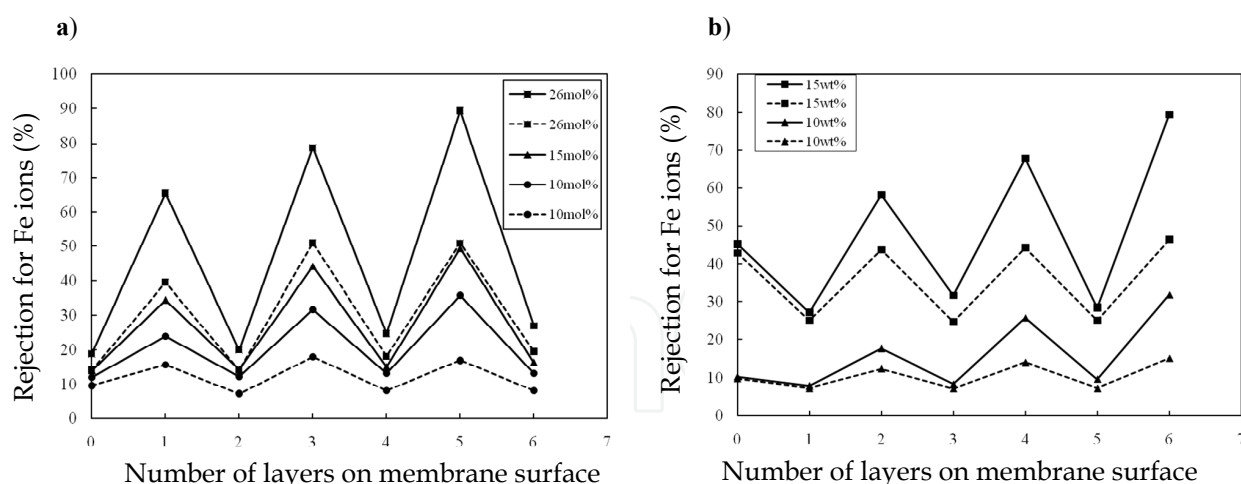 a)
Rejection for Fe ions (%)
100
90
80
70
60
50
40
30
20
10
0
26mol%
26mol%
15mol%
10mol%
10mol%
0 1 2 3 4 5 6 7
Number of layers on membrane surface
b)
Rejection for Fe ions (%)
90
80
70
60
50
40
30
20
10
0
15wt%
15wt%
10wt%
10wt%
0 1 2 3 4 5 6 7
Number of layers on membrane surface